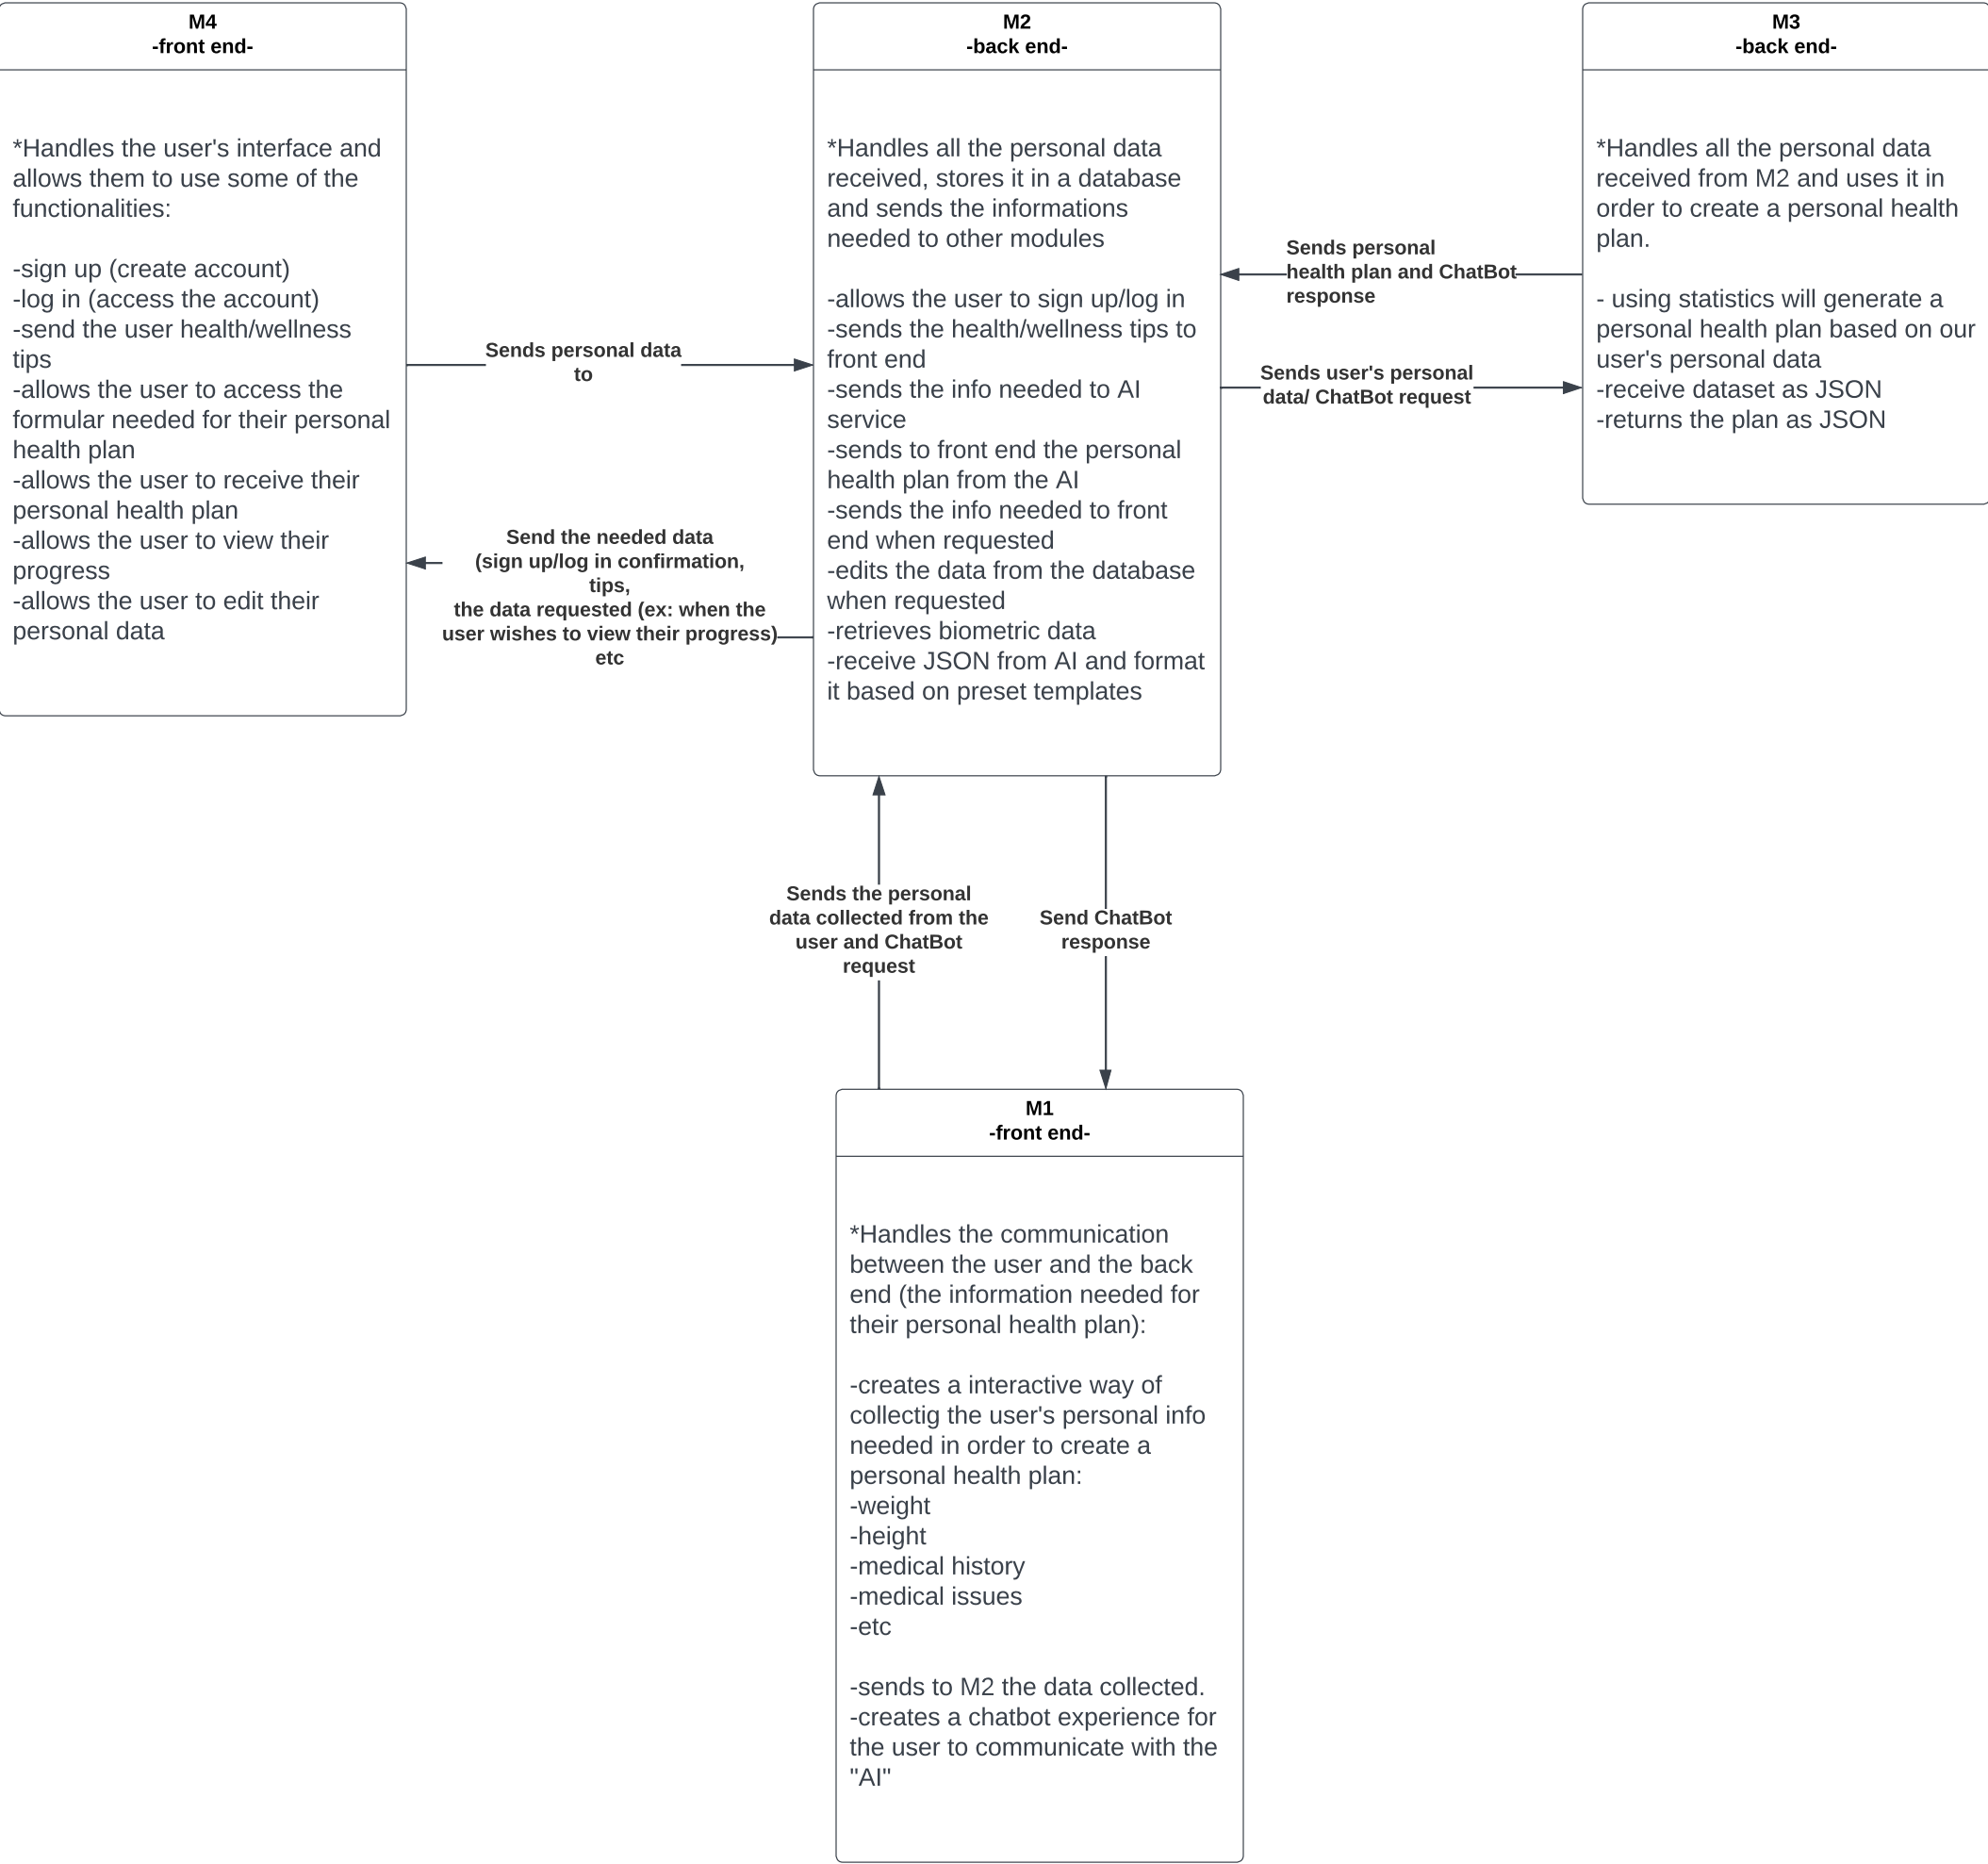 M4
-front end-
*Handles the user's interface and
allows them to use some of the
functionalities:
-sign up (create account)
-log in (access the account)
-send the user health/wellness
tips
-allows the user to access the
formular needed for their personal
health plan
-allows the user to receive their
personal health plan
-allows the user to view their
progress
-allows the user to edit their
personal data
Sends personal data
to
Send the needed data
(sign up/log in confirmation,
tips,
the data requested (ex: when the
user wishes to view their progress)
etc
M2
-back end-
*Handles all the personal data
received, stores it in a database
and sends the informations
needed to other modules
-allows the user to sign up/log in
-sends the health/wellness tips to
front end
-sends the info needed to AI
service
-sends to front end the personal
health plan from the AI
-sends the info needed to front
end when requested
-edits the data from the database
when requested
-retrieves biometric data
-receive JSON from AI and format
it based on preset templates
Sends personal
health plan and ChatBot
response
Sends user's personal
data/ ChatBot request
M3
-back end-
*Handles all the personal data
received from M2 and uses it in
order to create a personal health
plan.
- using statistics will generate a
personal health plan based on our
user's personal data
-receive dataset as JSON
-returns the plan as JSON
Sends the personal
data collected from the
user and ChatBot
request
Send ChatBot
response
M1
-front end-
*Handles the communication
between the user and the back
end (the information needed for
their personal health plan):
-creates a interactive way of
collectig the user's personal info
needed in order to create a
personal health plan:
-weight
-height
-medical history
-medical issues
-etc
-sends to M2 the data collected.
-creates a chatbot experience for
the user to communicate with the
"AI"